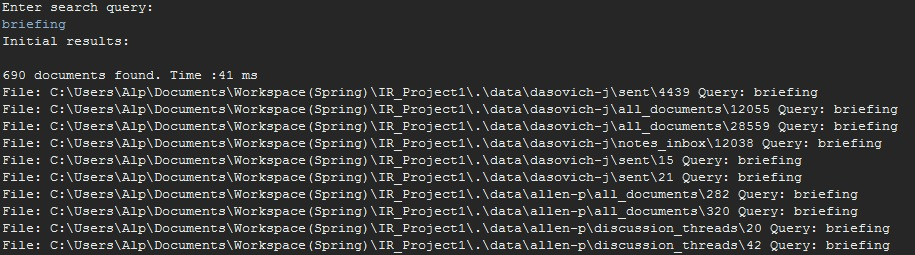 Enter search query:
briefing
Initial results:
690 documents found. Time :41 ms
File: C:\Users\Alp\Documents\Workspace(Spring)\IR_Project1\.\data\dasovich-j\sent\4439 Query: briefing
File: C:\Users\Alp\Documents\Workspace(Spring)\IR_Project1\.\data\dasovich-j\all_documents\12055 Query: briefing
File: C:\Users\Alp\Documents\Workspace(Spring)\IR_Project1\.\data\dasovich-j\all_documents\28559 Query: briefing
File: C:\Users\Alp\Documents\Workspace(Spring)\IR_Project1\.\data\dasovich-j\notes_inbox\12038 Query: briefing
File: C:\Users\Alp\Documents\Workspace(Spring)\IR_Project1\.\data\dasovich-j\sent\15 Query: briefing
File: C:\Users\Alp\Documents\Workspace(Spring)\IR_Project1\.\data\dasovich-j\sent\21 Query: briefing
File: C:\Users\Alp\Documents\Workspace(Spring)\IR_Project1\.\data\allen-p\all_documents\282 Query: briefing
File: C:\Users\Alp\Documents\Workspace(Spring)\IR_Project1\.\data\allen-p\all_documents\320 Query: briefing
File: C:\Users\Alp\Documents\Workspace(Spring)\IR_Project1\.\data\allen-p\discussion_threads\20 Query: briefing
File: C:\Users\Alp\Documents\Workspace(Spring)\IR_Project1\.\data\allen-p\discussion_threads\42 Query: briefing